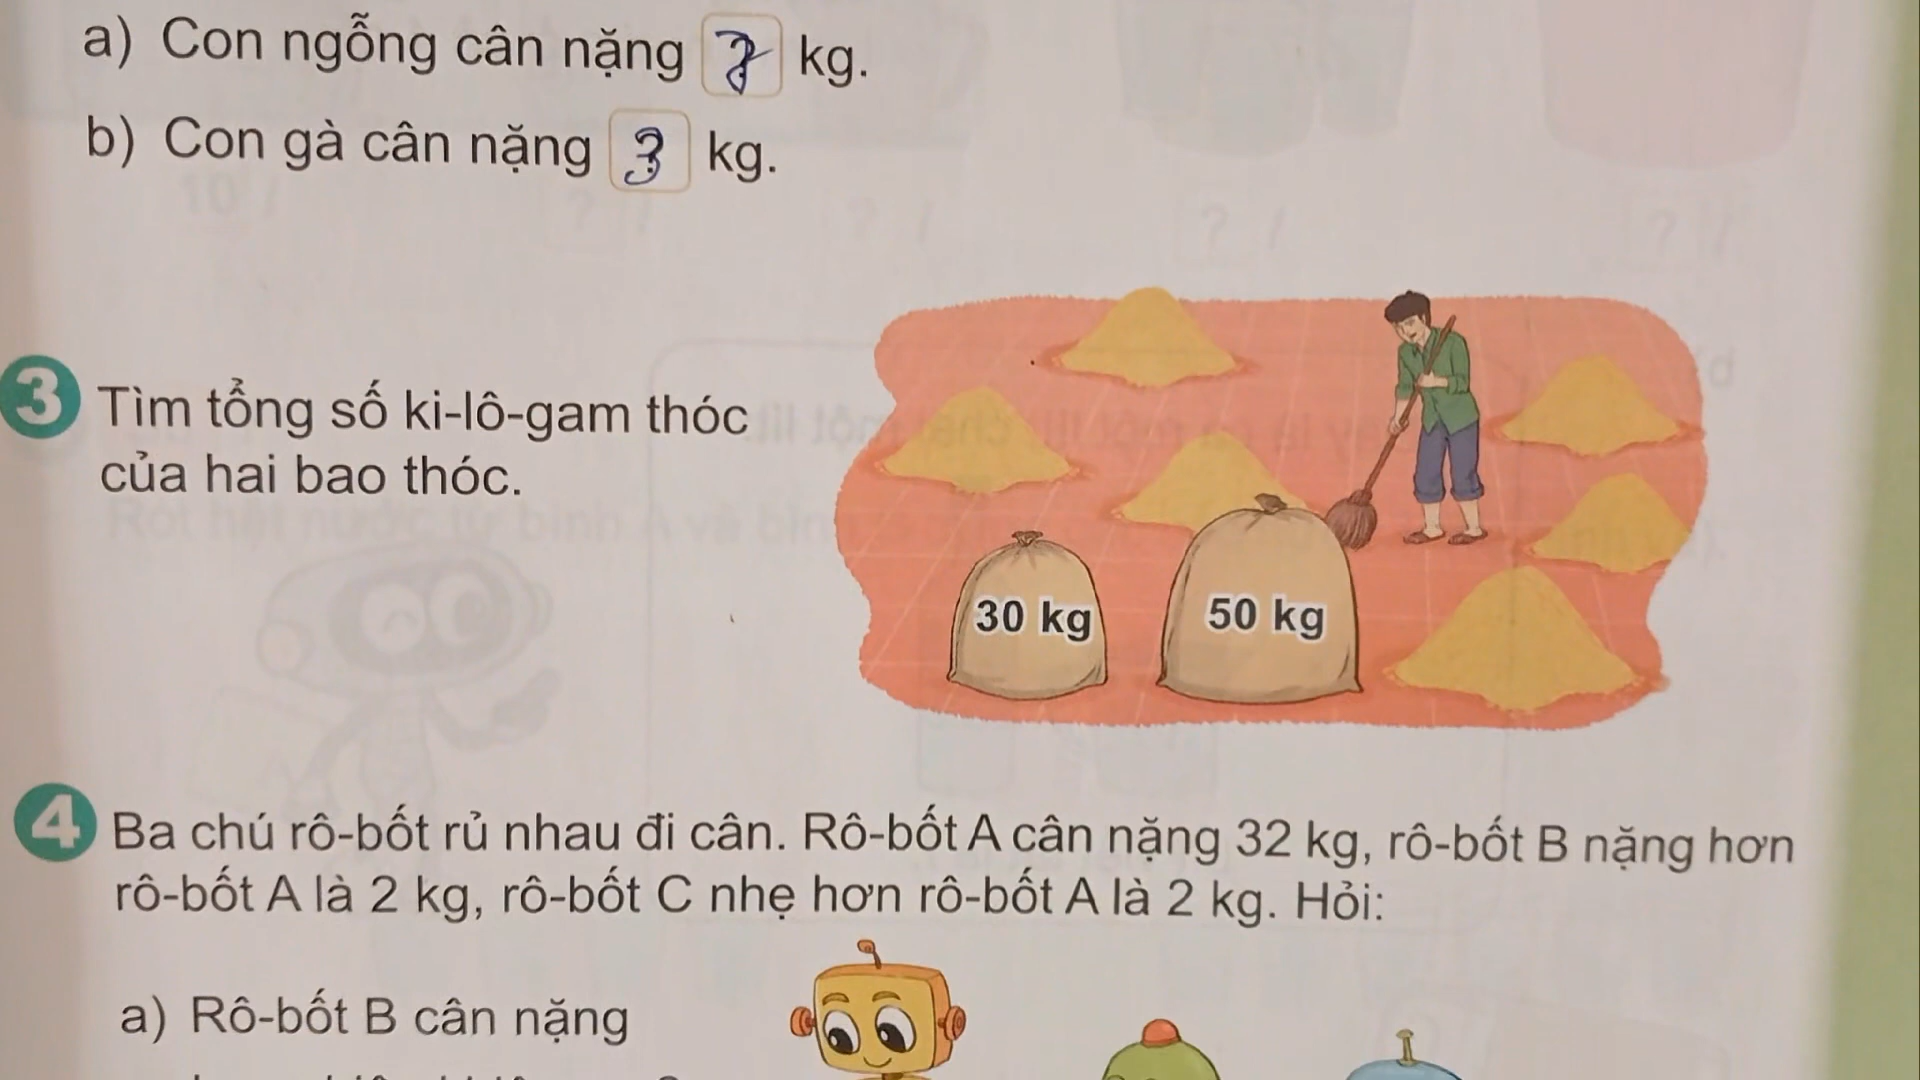 a) Con ngỗng cân nặng 7 kg.
b) Con gà cân nặng 3 kg.
3 Tìm tổng số ki-lô-gam thóc
của hai bao thóc.
30 kg
50 kg
4 Ba chú rô-bốt rủ nhau đi cân. Rô-bốt A cân nặng 32 kg, rô-bốt B nặng hơn
rô-bốt A là 2 kg, rô-bốt C nhẹ hơn rô-bốt A là 2 kg. Hỏi:
a) Rô-bốt B cân nặng